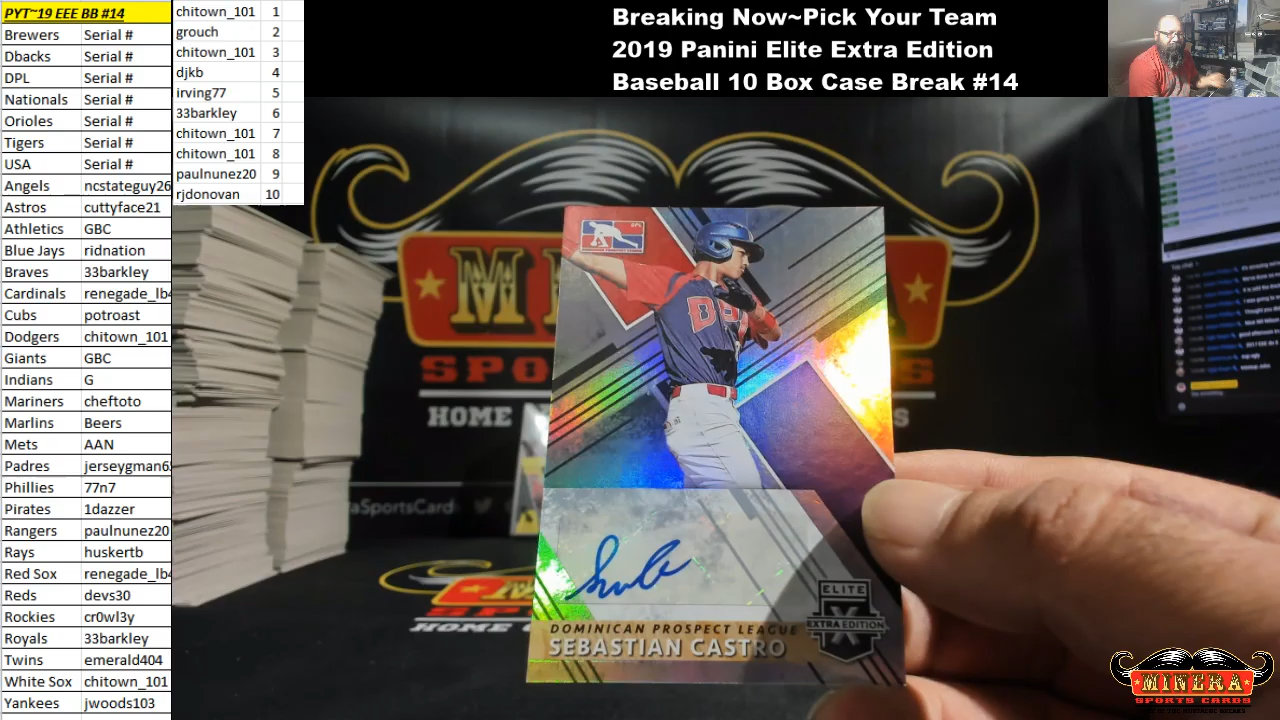 PYT~19 EEE BB #14
Brewers Serial #
Dbacks Serial #
DPL Serial #
Nationals Serial #
Orioles Serial #
Tigers Serial #
USA Serial #
Angels ncstateguy26
Astros cuttyface21
Athletics GBC
Blue Jays ridnation
Braves 33barkley
Cardinals renegade_lb4
Cubs potroast
Dodgers chitown_101
Giants GBC
Indians G
Mariners cheftoto
Marlins Beers
Mets AAN
Padres jerseygman6
Phillies 77n7
Pirates 1dazzer
Rangers paulnunez20
Rays huskertb
Red Sox renegade_lb4
Reds devs30
Rockies cr0wl3y
Royals 33barkley
Twins emerald404
White Sox chitown_101
Yankees jwoods103
chitown_101 1
grouch 2
chitown_101 3
djkb 4
irving77 5
33barkley 6
chitown_101 7
chitown_101 8
paulnunez20 9
rjdonovan 10
Breaking Now~Pick Your Team
2019 Panini Elite Extra Edition
Baseball 10 Box Case Break #14
M
SPO
HOME
aSportsCard
DPL
ELITE
X
EXTRA EDITION
DOMINICAN PROSPECT LEAGUE
SEBASTIAN CASTRO
MINERA
SPORTS CARDS